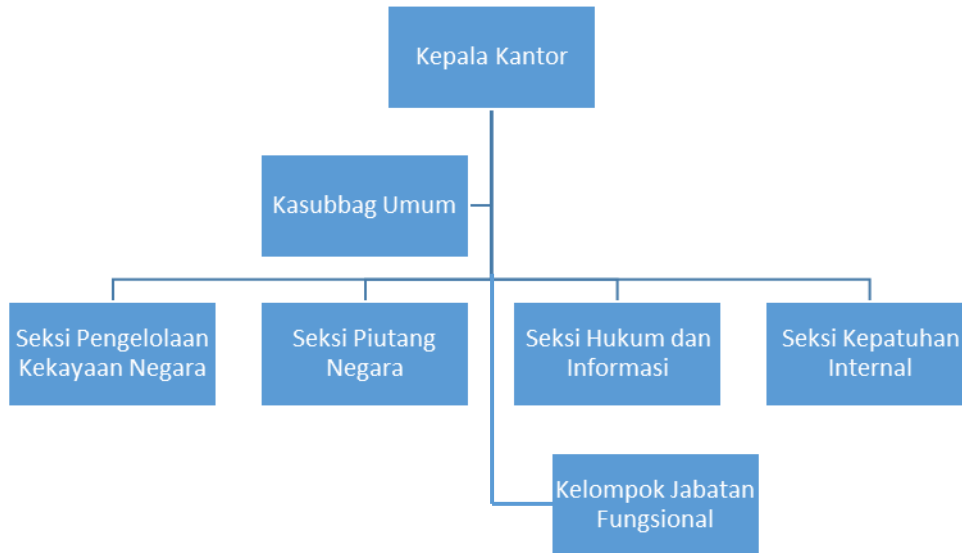 Kepala Kantor
Kasubbag Umum
Seksi Pengelolaan
Kekayaan Negara
Seksi Piutang
Negara
Seksi Hukum dan
Informasi
Seksi Kepatuhan
Internal
Kelompok Jabatan
Fungsional